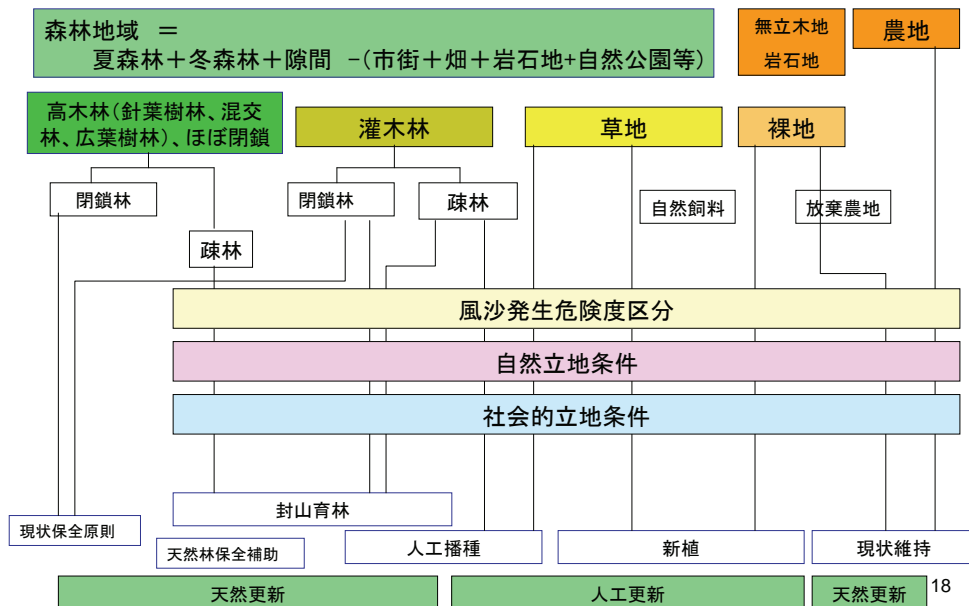 森林地域 =
夏森林+冬森林+隙間 -(市街+畑+岩石地+自然公園等)
無立木地
岩石地
農地
高木林(針葉樹林、混交
林、広葉樹林)、ほぼ閉鎖
灌木林
草地
裸地
閉鎖林
閉鎖林
疎林
自然飼料
放棄農地
疎林
風沙発生危険度区分
自然立地条件
社会的立地条件
封山育林
現状保全原則
天然林保全補助
人工播種
新植
現状維持
天然更新
人工更新
天然更新
18